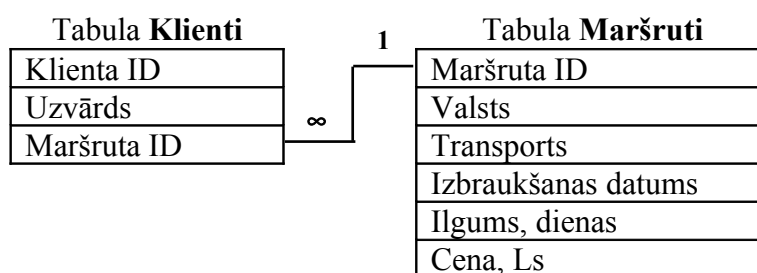 Tabula Klienti
Klienta ID
Uzvārds
Maršruta ID
∞
1
Tabula Maršruti
Maršruta ID
Valsts
Transports
Izbraukšanas datums
Ilgums, dienas
Cena, Ls